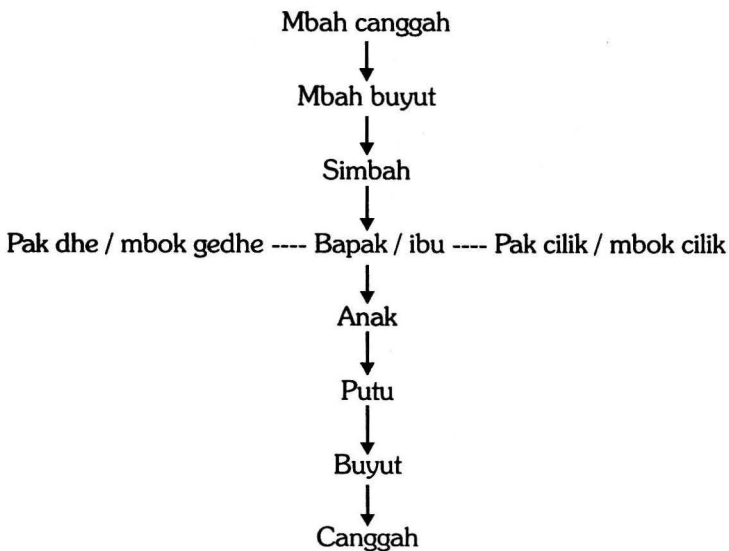 Mbah canggah
Mbah buyut
Simbah
Pak dhe / mbok gedhe ---- Bapak / ibu ---- Pak cilik / mbok cilik
Anak
Putu
Buyut
Canggah